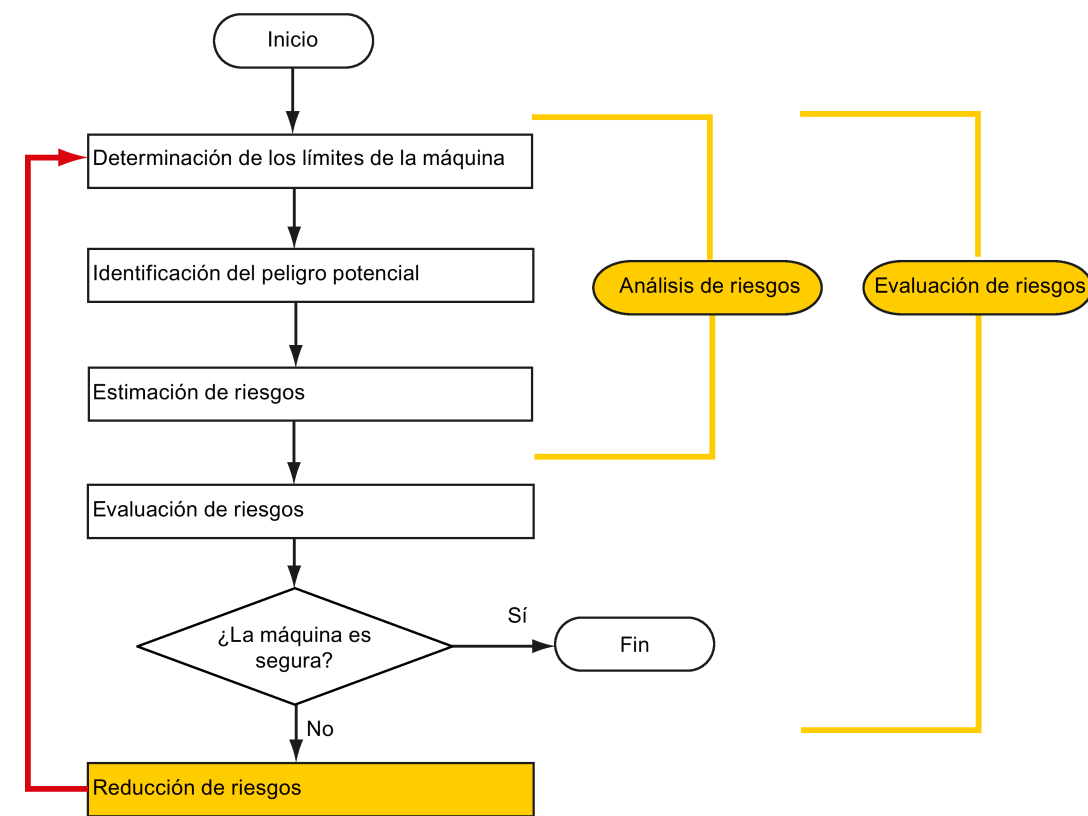 Inicio
Determinación de los límites de la máquina
Identificación del peligro potencial
Análisis de riesgos
Evaluación de riesgos
Estimación de riesgos
Evaluación de riesgos
¿La máquina es
segura?
Sí
Fin
No
Reducción de riesgos